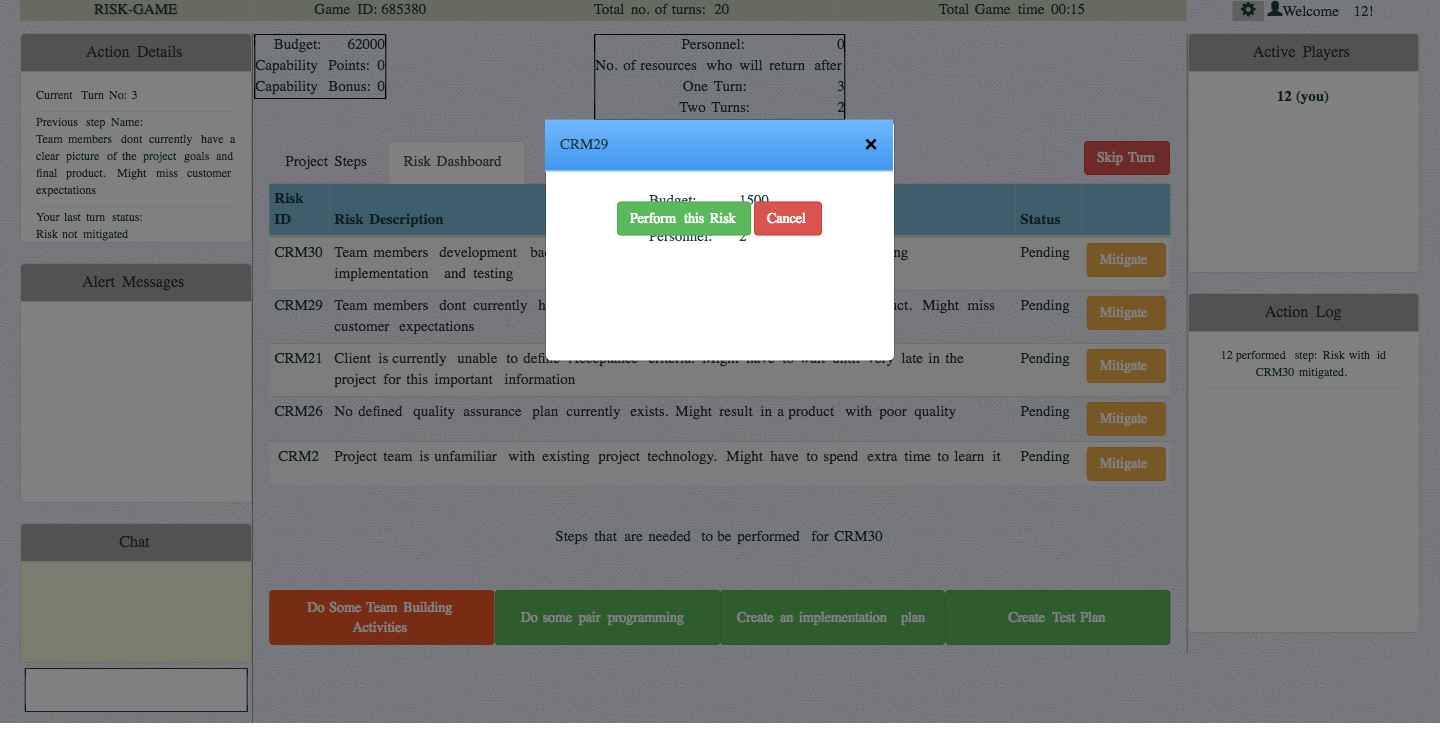 RISK-GAME
Game ID: 685380
Total no. of turns: 20
Total Game time 00:15
Welcome 12!
Action Details
Current Turn No: 3
Previous step Name:
Team members dont currently have a
clear picture of the project goals and
final product. Might miss customer
expectations
Your last turn status:
Risk not mitigated
Alert Messages
Chat
Budget: 62000
Capability Points: 0
Capability Bonus: 0
Personnel: 0
No. of resources who will return after
One Turn: 3
Two Turns: 2
Project Steps
Risk Dashboard
Skip Turn
CRM29
×
Budget: 1500
Perform this Risk
Cancel
Personnel: 2
Risk
ID
Risk Description
Status
CRM30 Team members development
implementation and testing
Pending
Mitigate
CRM29 Team members dont currently
Might miss
customer expectations
Pending
Mitigate
CRM21 Client is currently unable to define Acceptance criteria. Might have to wait until very late in the
project for this important information
Pending
Mitigate
CRM26 No defined quality assurance plan currently exists. Might result in a product with poor quality
Pending
Mitigate
CRM2 Project team is unfamiliar with existing project technology. Might have to spend extra time to learn it
Pending
Mitigate
Steps that are needed to be performed for CRM30
Do Some Team Building
Activities
Do some pair programming
Create an implementation plan
Create Test Plan
Active Players
12 (you)
Action Log
12 performed step: Risk with id
CRM30 mitigated.